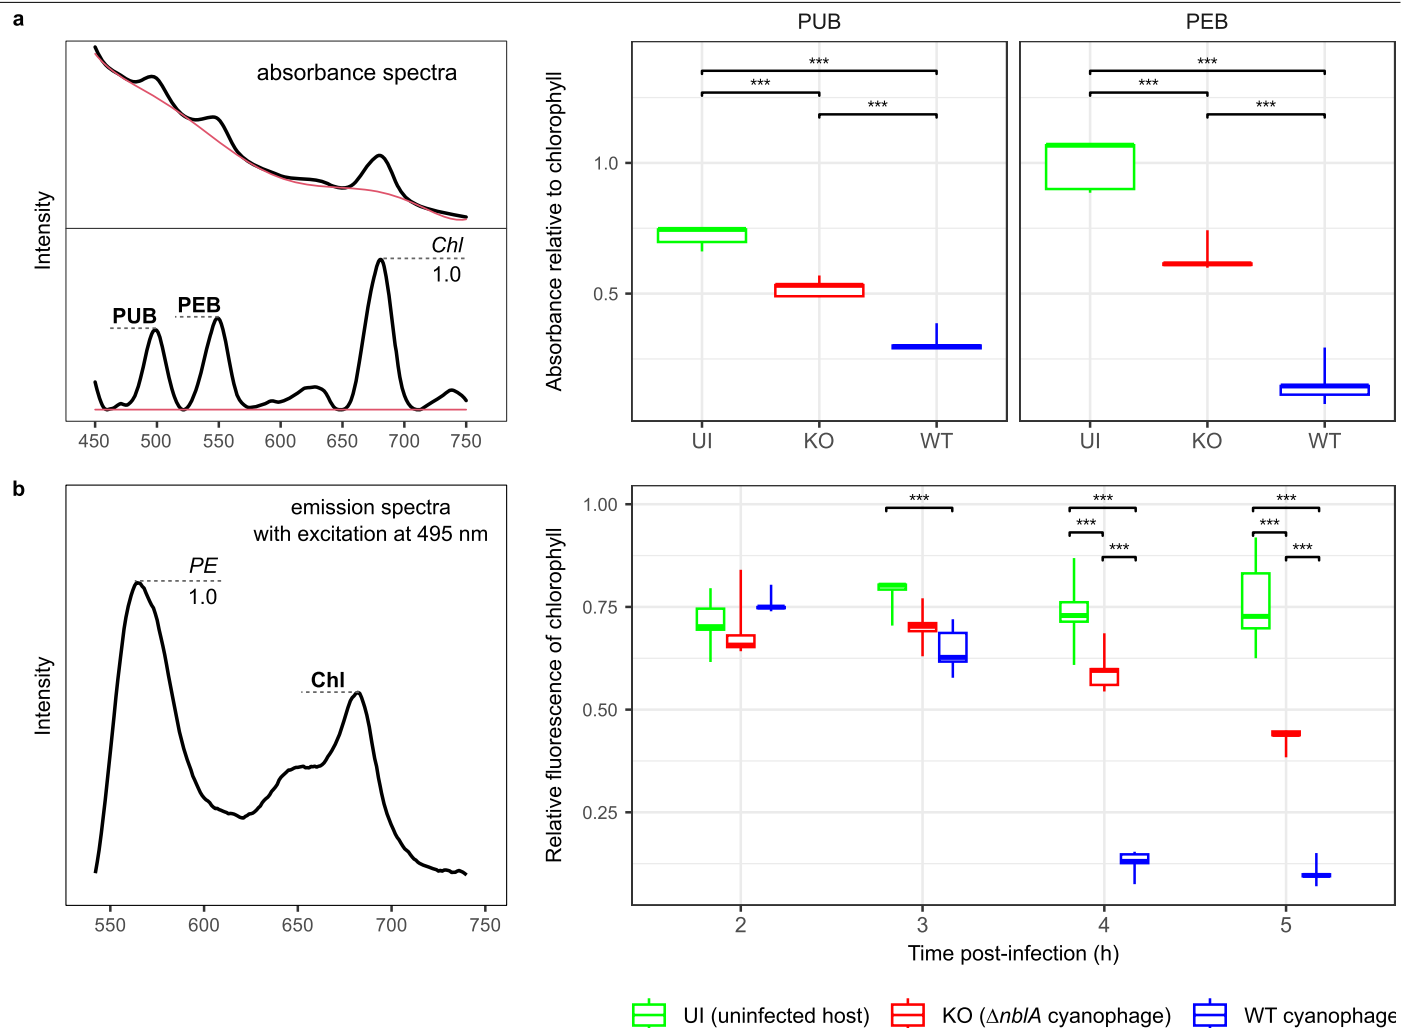 a
absorbance spectra
Intensity
Chl
1.0
PUB
PEB
450 500 550 600 650 700 750
PUB
PEB
Absorbance relative to chlorophyll
1.0
0.5
*** *** ***
*** *** ***
UI KO WT
UI KO WT
b
emission spectra
with excitation at 495 nm
Intensity
PE
1.0
Chl
550 600 650 700 750
Relative fluorescence of chlorophyll
1.00
0.75
0.50
0.25
***
*** *** ***
*** *** ***
2 3 4 5
Time post-infection (h)
UI (uninfected host) KO (ΔnblA cyanophage) WT cyanophage